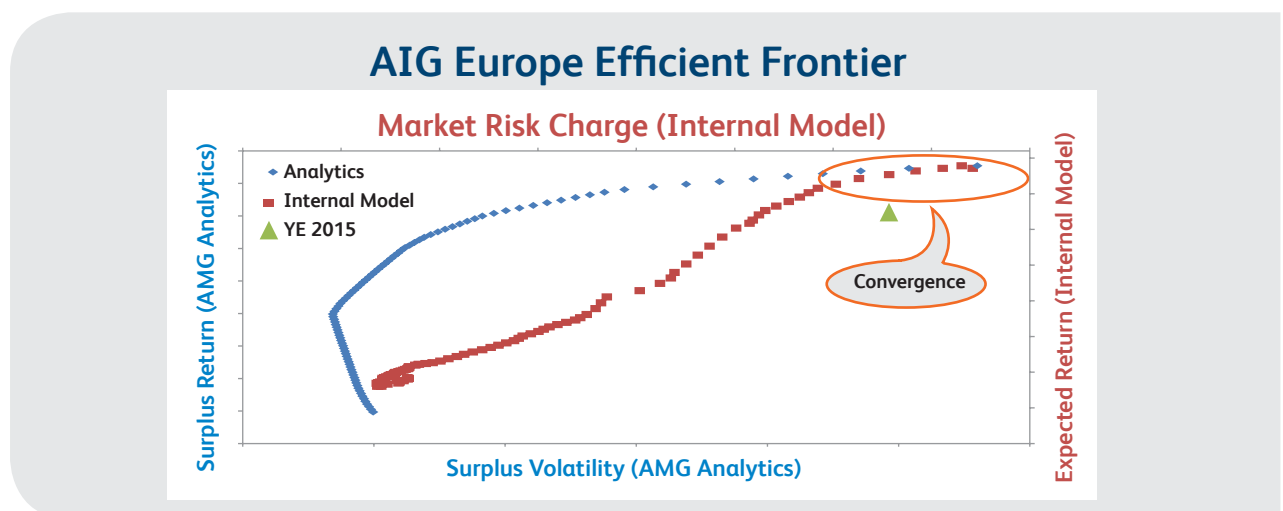 AIG Europe Efficient Frontier
Market Risk Charge (Internal Model)
Surplus Return (AMG Analytics)
Analytics
Internal Model
YE 2015
Convergence
Expected Return (Internal Model)
Surplus Volatility (AMG Analytics)